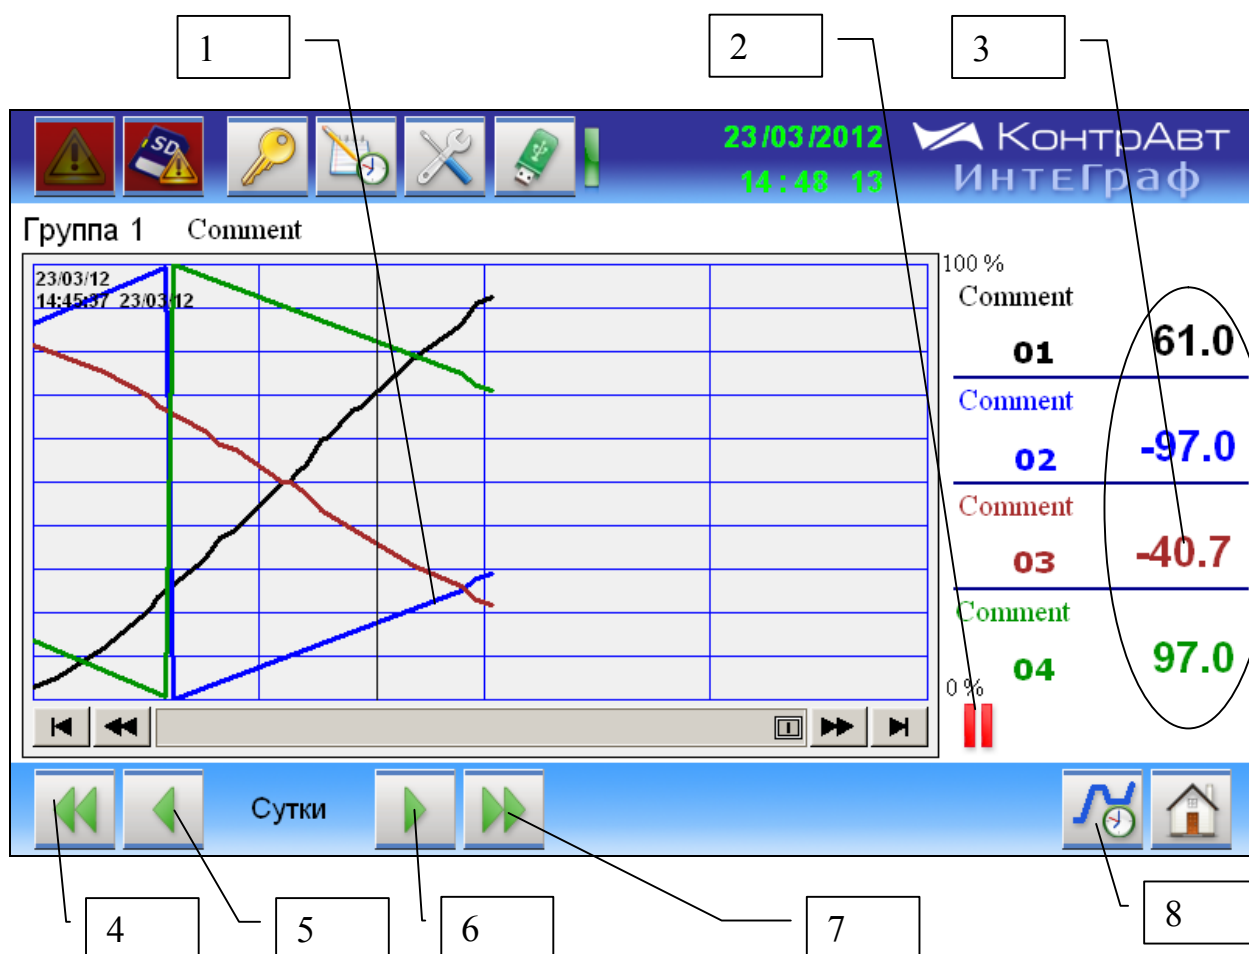 1
2
3
SD
23/03/2012
14:48 13
КонтрАвт
ИнтеГраф
Группа 1 Comment
23/03/12
14:45:37 23/03/12
100 %
Comment
01 61.0
Comment
02 -97.0
Comment
03 -40.7
Comment
04 97.0
0 %
Сутки
4
5
6
7
8